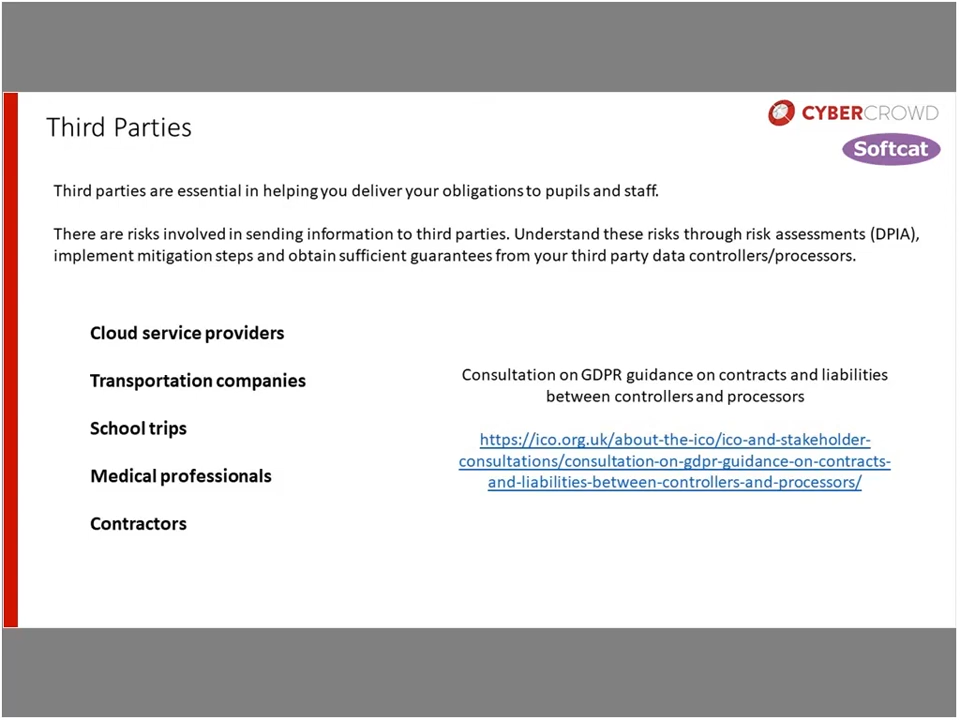 CYBERCROWD
Softcat
Third Parties
Third parties are essential in helping you deliver your obligations to pupils and staff.
There are risks involved in sending information to third parties. Understand these risks through risk assessments (DPIA),
implement mitigation steps and obtain sufficient guarantees from your third party data controllers/processors.
Cloud service providers
Transportation companies
School trips
Medical professionals
Contractors
Consultation on GDPR guidance on contracts and liabilities
between controllers and processors
https://ico.org.uk/about-the-ico/ico-and-stakeholder-
consultations/consultation-on-gdpr-guidance-on-contracts-
and-liabilities-between-controllers-and-processors/